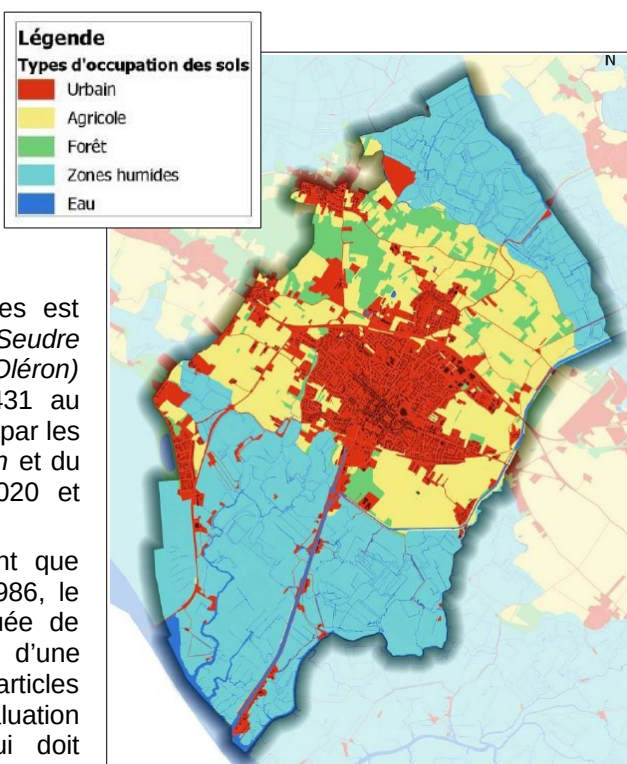 Légende
Types d'occupation des sols
Urbain
Agricole
Forêt
Zones humides
Eau
N
es est
Seudre
Oléron)
431 au
par les
n et du
020 et
nt que
986, le
uée de
d'une
articles
luation
ui doit